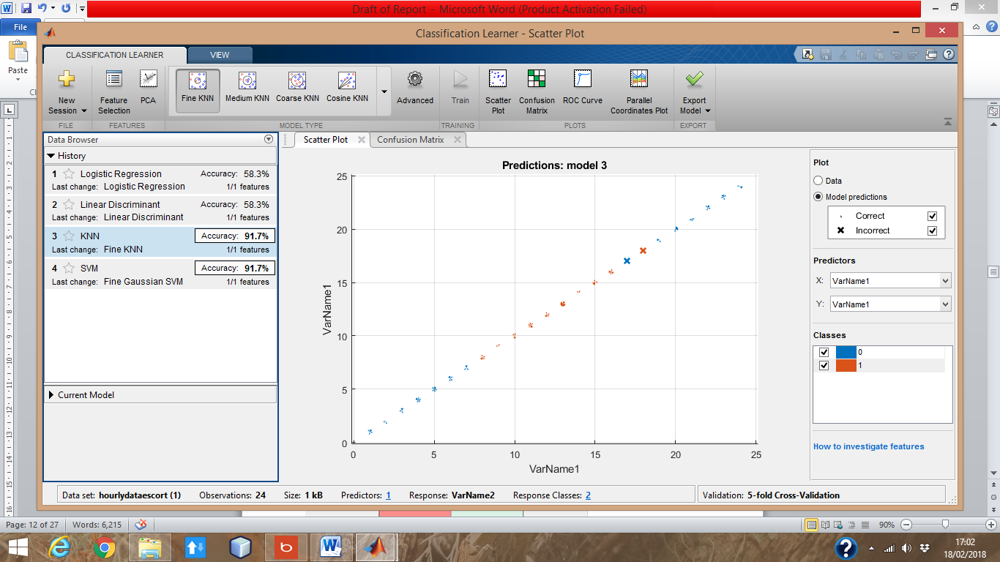 Draft of Report - Microsoft Word (Product Activation Failed)
File
Paste
Classification Learner - Scatter Plot
CLASSIFICATION LEARNER
VIEW
New Session
Feature Selection
PCA
Fine KNN
Medium KNN
Coarse KNN
Cosine KNN
Advanced
Train
Scatter Plot
Confusion Matrix
ROC Curve
Parallel Coordinates Plot
Export Model
FILE
FEATURES
MODEL TYPE
TRAINING
PLOTS
EXPORT
Data Browser
History
1 Logistic Regression Accuracy: 58.3%
Last change: Logistic Regression 1/1 features
2 Linear Discriminant Accuracy: 58.3%
Last change: Linear Discriminant 1/1 features
3 KNN Accuracy: 91.7%
Last change: Fine KNN 1/1 features
4 SVM Accuracy: 91.7%
Last change: Fine Gaussian SVM 1/1 features
Current Model
Scatter Plot
Confusion Matrix
Predictions: model 3
25
20
15
10
5
0
VarName1
0 5 10 15 20 25
VarName1
Plot
Data
Model predictions
Correct
Incorrect
Predictors
X: VarName1
Y: VarName1
Classes
0
1
How to investigate features
Data set: hourlydataescort (1) Observations: 24 Size: 1 kB Predictors: 1 Response: VarName2 Response Classes: 2
Validation: 5-fold Cross-Validation
Page: 12 of 27 Words: 6,215
90%
17:02
18/02/2018